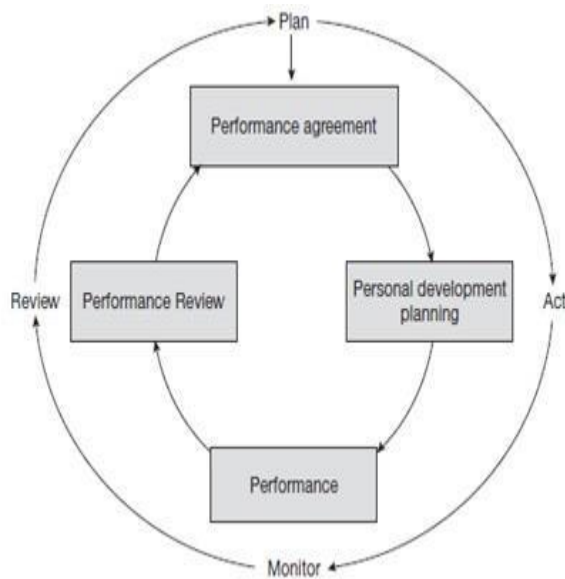 Plan
Performance agreement
Review
Performance Review
Personal development
planning
Act
Performance
Monitor